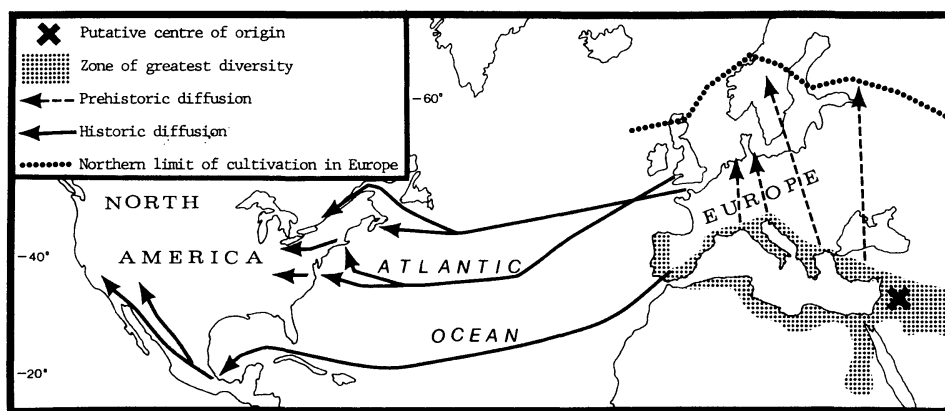 Putative centre of origin
Zone of greatest diversity
Prehistoric diffusion
Historic diffusion
Northern limit of cultivation in Europe
—60°
NORTH
EUROPE
—40°
AMERICA
ATLANTIC
OCEAN
—20°